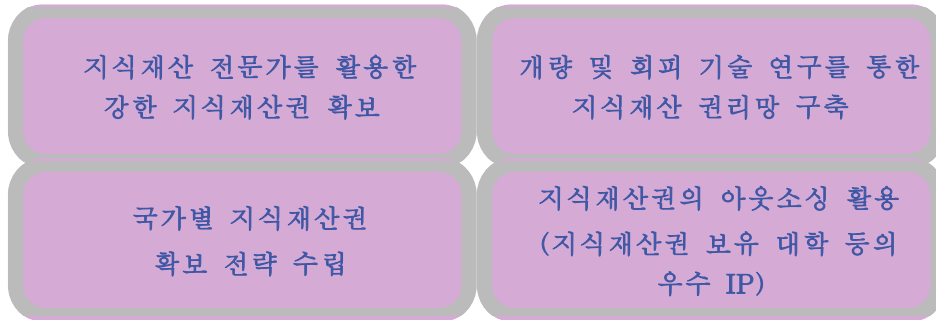 지식재산 전문가를 활용한
강한 지식재산권 확보
개량 및 회피 기술 연구를 통한
지식재산 권리망 구축
국가별 지식재산권
확보 전략 수립
지식재산권의 아웃소싱 활용
(지식재산권 보유 대학 등의
우수 IP)